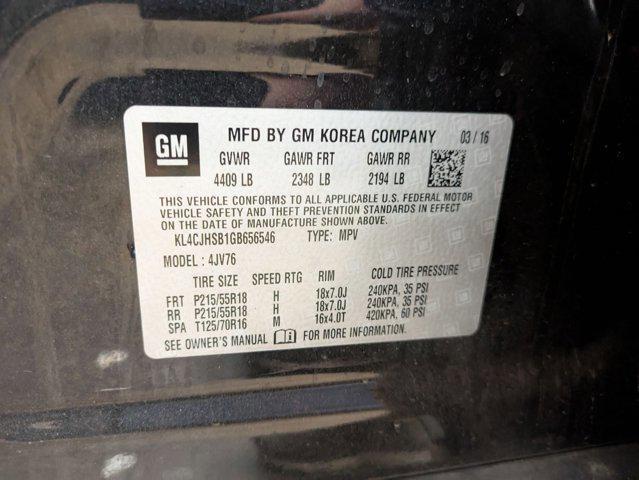 GM MFD BY GM KOREA COMPANY 03 / 16
GVWR GAWR FRT GAWR RR
4409 LB 2348 LB 2194 LB
THIS VEHICLE CONFORMS TO ALL APPLICABLE U.S. FEDERAL MOTOR
VEHICLE SAFETY AND THEFT PREVENTION STANDARDS IN EFFECT
ON THE DATE OF MANUFACTURE SHOWN ABOVE.
KL4CJHSB1GB656546 TYPE: MPV
MODEL : 4JV76
TIRE SIZE SPEED RTG RIM COLD TIRE PRESSURE
FRT P215/55R18 H 18x7.0J 240KPA, 35 PSI
RR P215/55R18 H 18x7.0J 240KPA, 35 PSI
SPA T125/70R16 M 16x4.0T 420KPA, 60 PSI
SEE OWNER'S MANUAL FOR MORE INFORMATION.